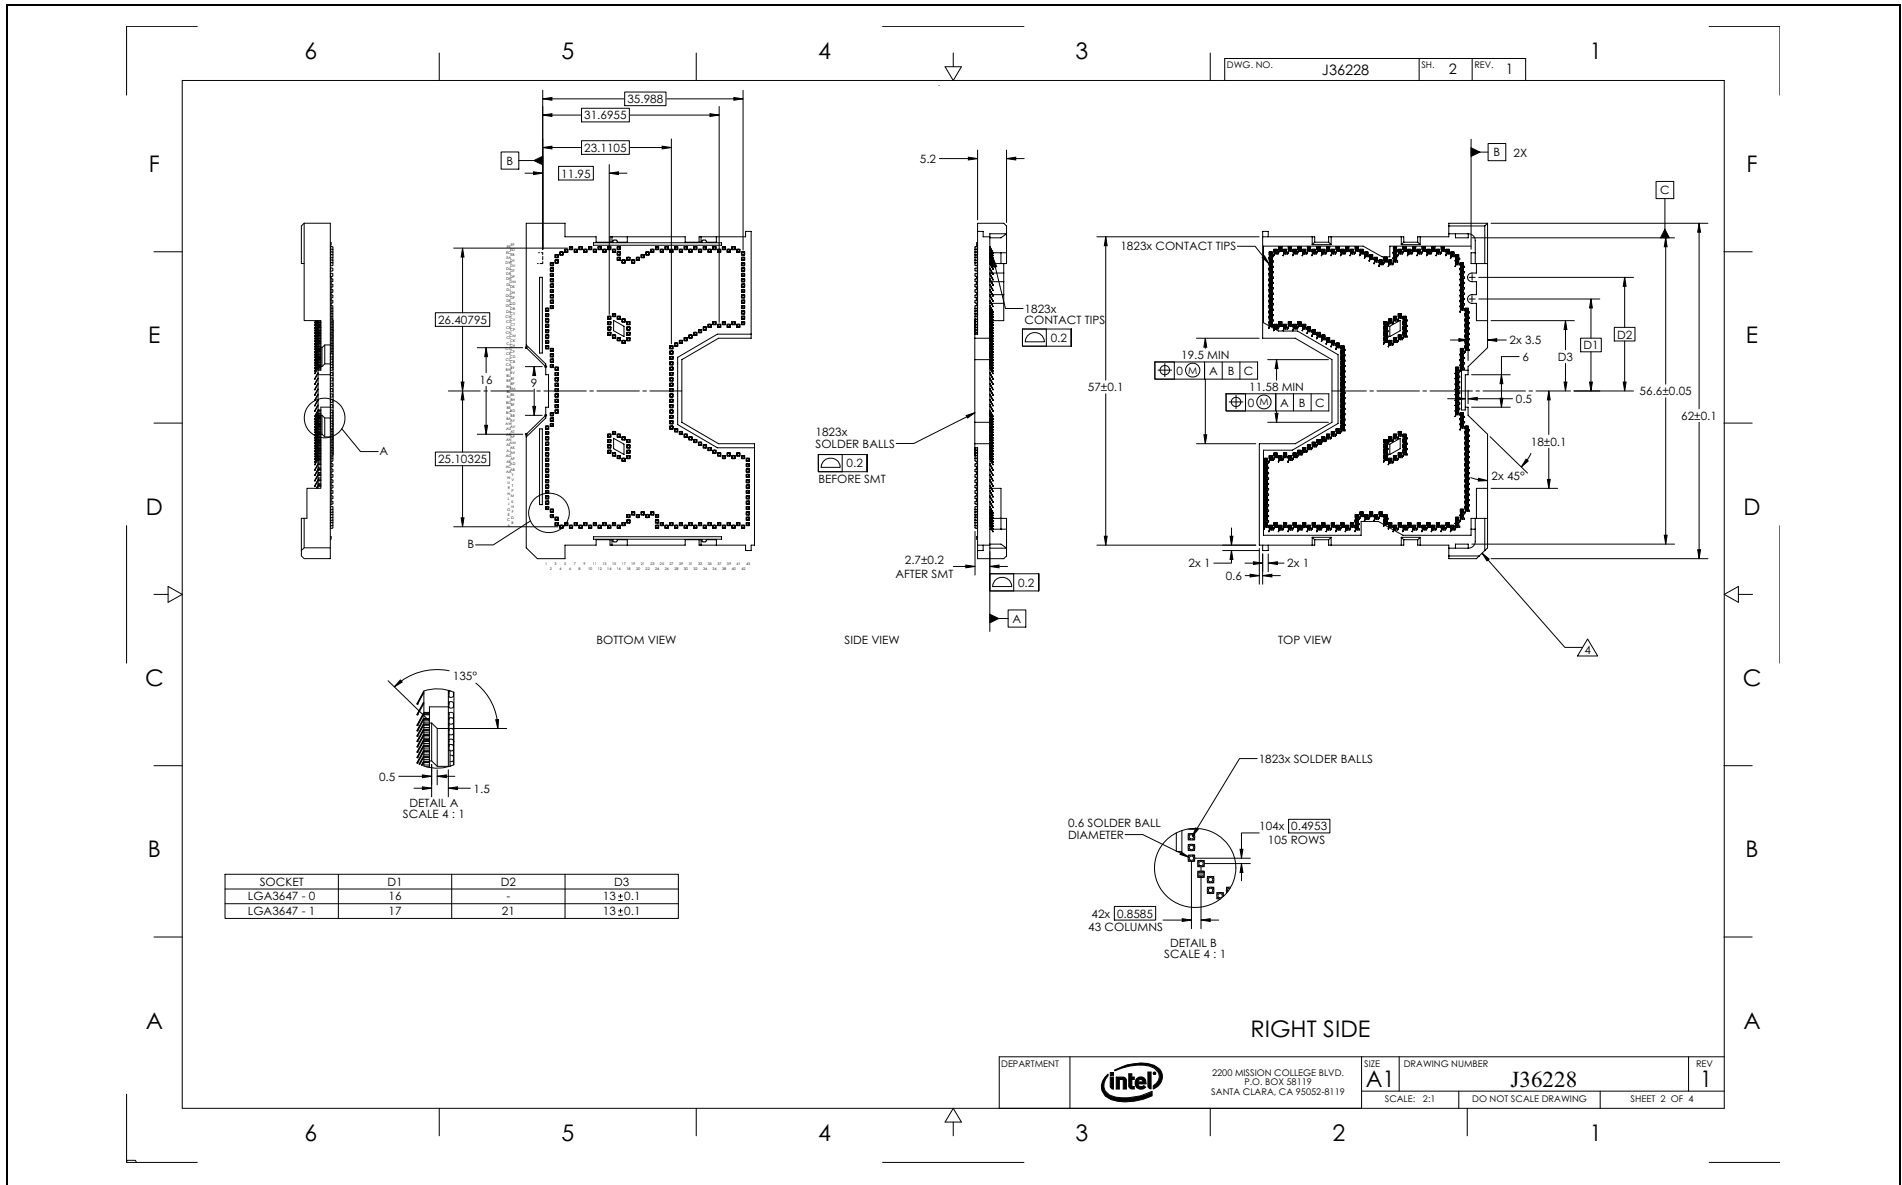 6
5
4
3
1
DWG. NO.
J36228
SH. 2
REV. 1
F
E
D
C
B
A
35.988
31.6955
23.1105
B
11.95
26.40795
16
9
25.10325
B
BOTTOM VIEW
A
5.2
1823x
CONTACT TIPS
0.2
1823x
SOLDER BALLS
0.2
BEFORE SMT
2.7±0.2
AFTER SMT
0.2
A
SIDE VIEW
B 2X
C
1823x CONTACT TIPS
57±0.1
19.5 MIN
⌖ 0 Ⓜ A B C
11.58 MIN
⌖ 0 Ⓜ A B C
2x 3.5
6
0.5
D3
D1
D2
56.6±0.05
62±0.1
18±0.1
2x 45°
2x 1
0.6
2x 1
4
TOP VIEW
135°
0.5
1.5
DETAIL A
SCALE 4 : 1
1823x SOLDER BALLS
0.6 SOLDER BALL
DIAMETER
104x 0.4953
105 ROWS
42x 0.8585
43 COLUMNS
DETAIL B
SCALE 4 : 1
SOCKET D1 D2 D3
LGA3647 - 0 16 - 13±0.1
LGA3647 - 1 17 21 13±0.1
RIGHT SIDE
DEPARTMENT
intel
2200 MISSION COLLEGE BLVD.
P.O. BOX 58119
SANTA CLARA, CA 95052-8119
SIZE
A1
DRAWING NUMBER
J36228
REV
1
SCALE: 2:1
DO NOT SCALE DRAWING
SHEET 2 OF 4
F
E
D
C
B
A
6
5
4
3
2
1